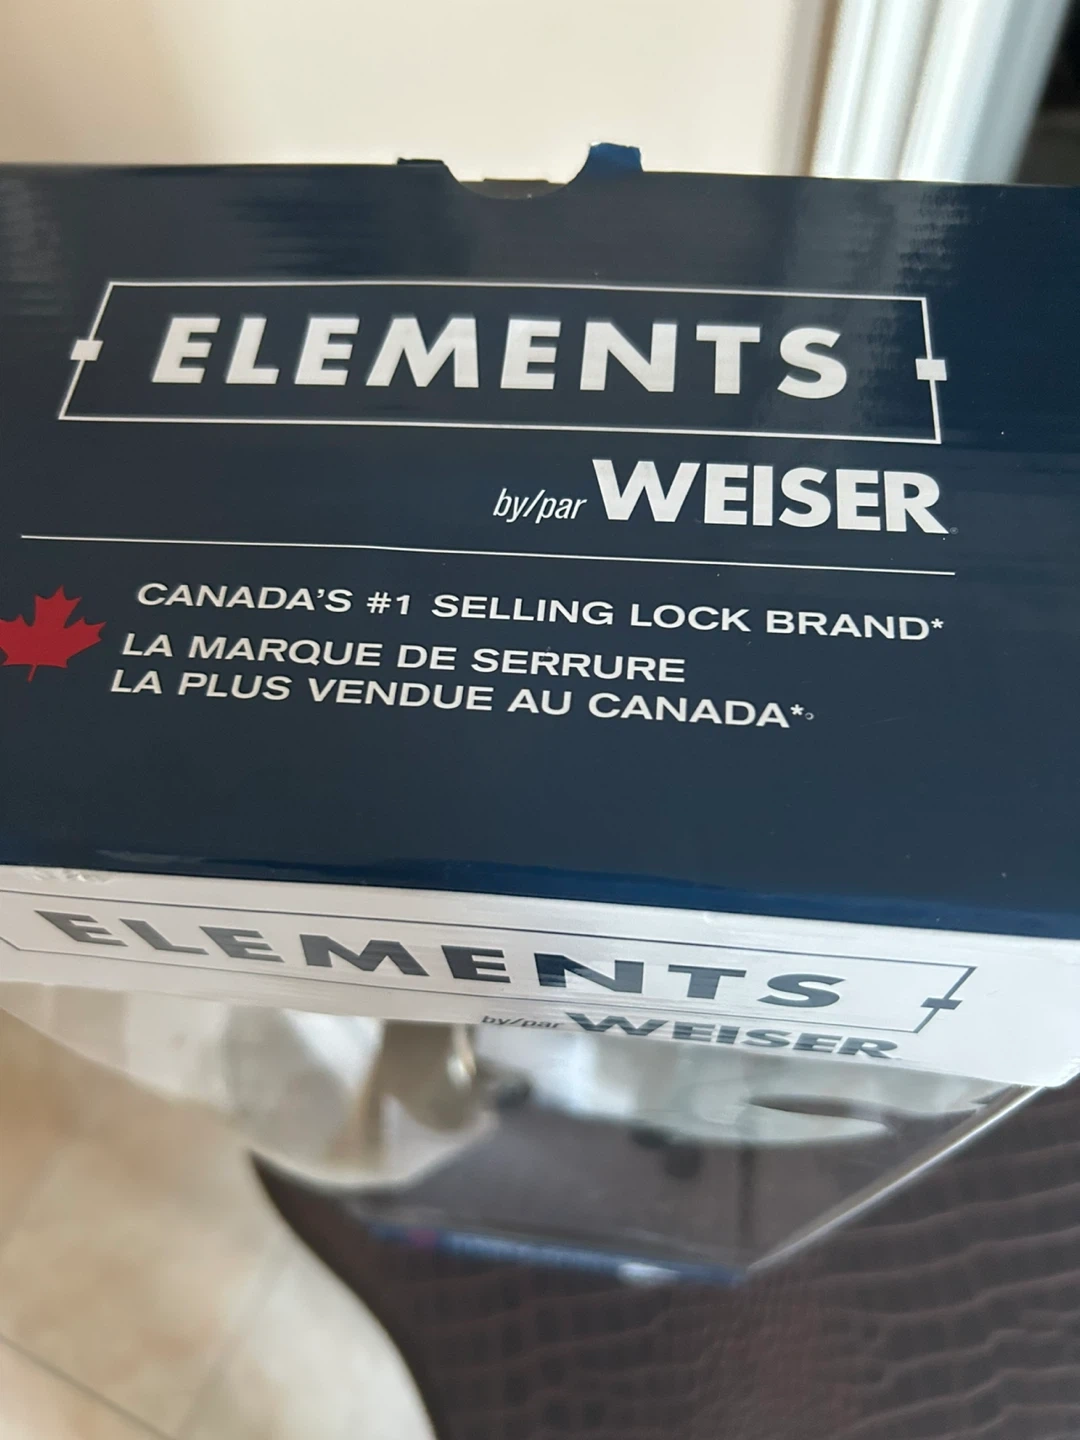 ELEMENTS
by/par WEISER
CANADA'S #1 SELLING LOCK BRAND*
LA MARQUE DE SERRURE
LA PLUS VENDUE AU CANADA*
ELEMENTS
by/par WEISER